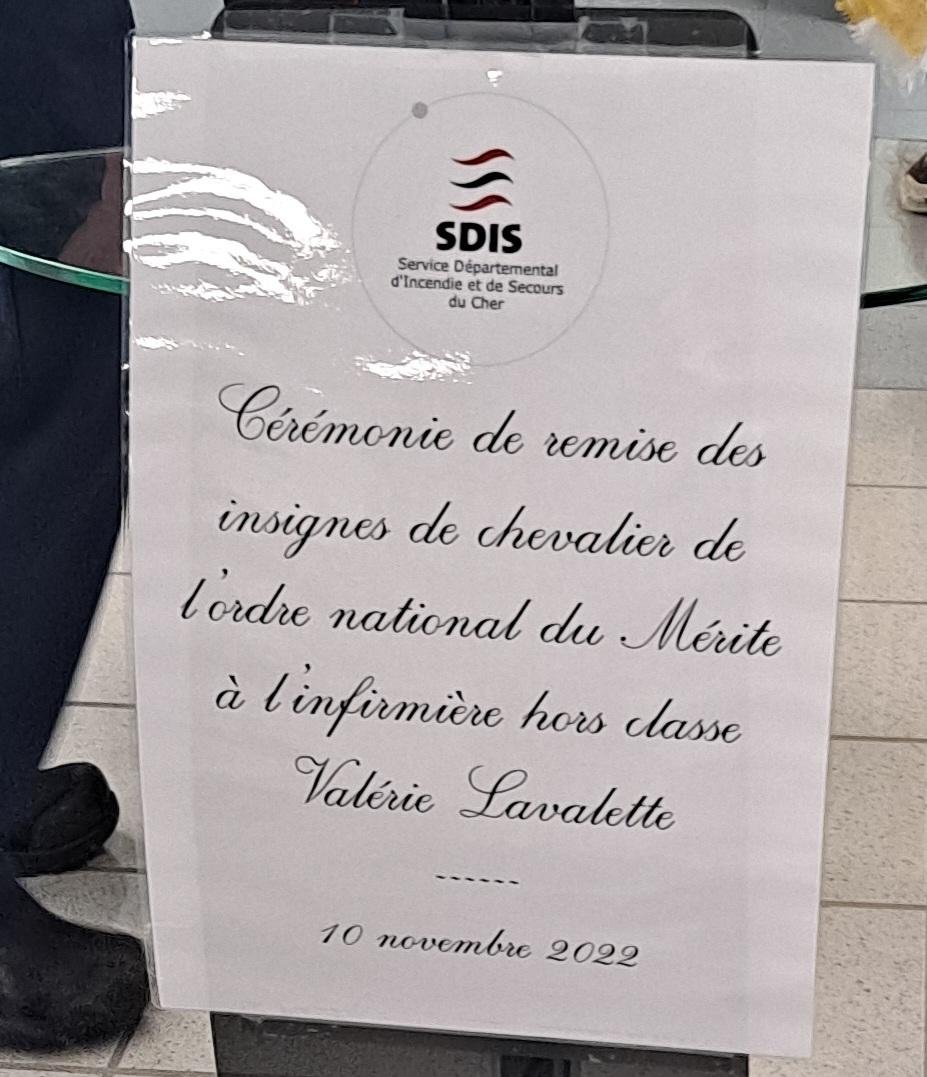 SDIS
Service Départemental
d'Incendie et de Secours
du Cher
Cérémonie de remise des
insignes de chevalier de
l'ordre national du Mérite
à l'infirmière hors classe
Valérie Lavalette
------
10 novembre 2022